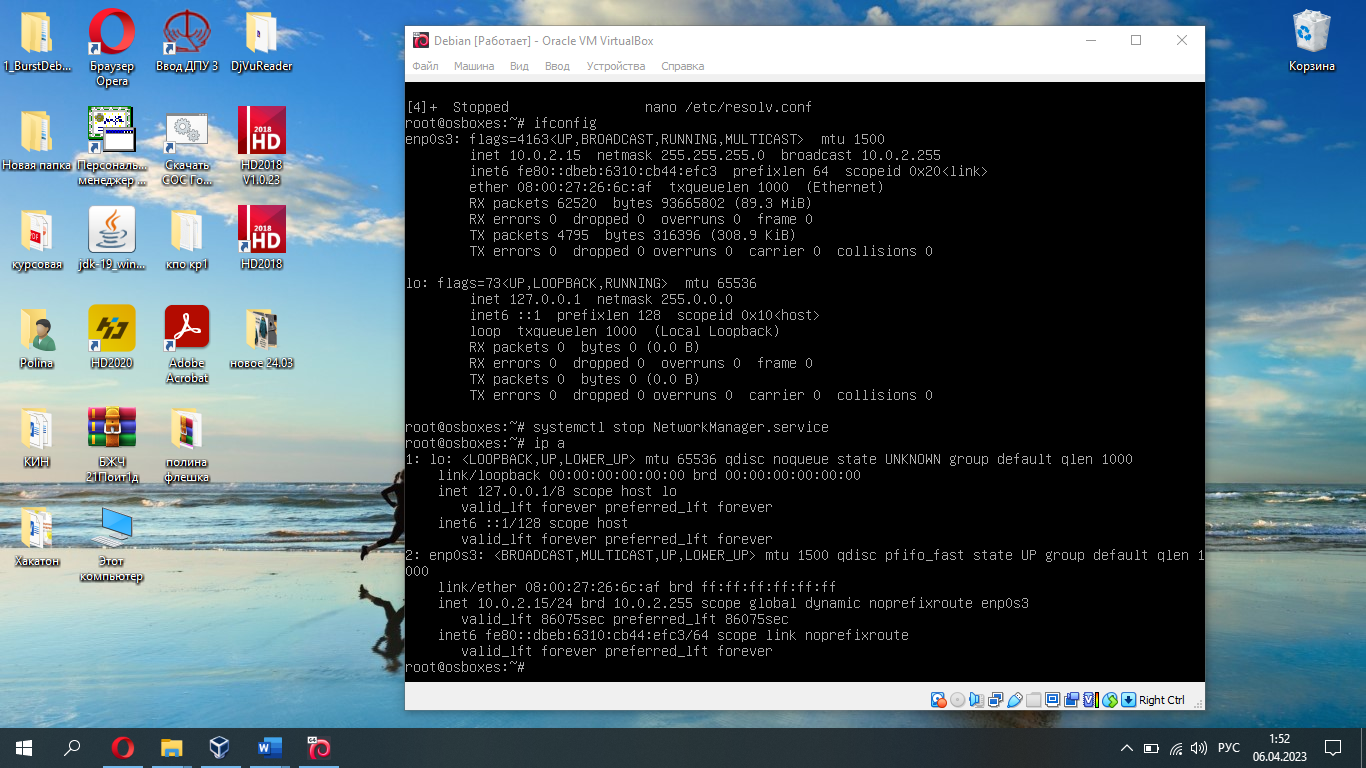 1_BurstDeb...
Браузер
Opera
Ввод ДПУ 3
DjVuReader
Корзина
Новая папка
Персональ...
менеджер ...
Скачать
СОС Го...
2018
HD
HD2018
V1.0.23
PDF
курсовая
jdk-19_win...
кпо кр1
2018
HD
HD2018
Polina
HD2020
Adobe
Acrobat
новое 24.03
КИН
БЖЧ
21Поит1д
полина
флешка
Хакатон
Этот
компьютер
Debian [Работает] - Oracle VM VirtualBox
Файл Машина Вид Ввод Устройства Справка
[4]+  Stopped                 nano /etc/resolv.conf
root@osboxes:~# ifconfig
enp0s3: flags=4163<UP,BROADCAST,RUNNING,MULTICAST>  mtu 1500
        inet 10.0.2.15  netmask 255.255.255.0  broadcast 10.0.2.255
        inet6 fe80::dbeb:6310:cb44:efc3  prefixlen 64  scopeid 0x20<link>
        ether 08:00:27:26:6c:af  txqueuelen 1000  (Ethernet)
        RX packets 62520  bytes 93665802 (89.3 MiB)
        RX errors 0  dropped 0  overruns 0  frame 0
        TX packets 4795  bytes 316396 (308.9 KiB)
        TX errors 0  dropped 0 overruns 0  carrier 0  collisions 0
lo: flags=73<UP,LOOPBACK,RUNNING>  mtu 65536
        inet 127.0.0.1  netmask 255.0.0.0
        inet6 ::1  prefixlen 128  scopeid 0x10<host>
        loop  txqueuelen 1000  (Local Loopback)
        RX packets 0  bytes 0 (0.0 B)
        RX errors 0  dropped 0  overruns 0  frame 0
        TX packets 0  bytes 0 (0.0 B)
        TX errors 0  dropped 0 overruns 0  carrier 0  collisions 0
root@osboxes:~# systemctl stop NetworkManager.service
root@osboxes:~# ip a
1: lo: <LOOPBACK,UP,LOWER_UP> mtu 65536 qdisc noqueue state UNKNOWN group default qlen 1000
    link/loopback 00:00:00:00:00:00 brd 00:00:00:00:00:00
    inet 127.0.0.1/8 scope host lo
       valid_lft forever preferred_lft forever
    inet6 ::1/128 scope host
       valid_lft forever preferred_lft forever
2: enp0s3: <BROADCAST,MULTICAST,UP,LOWER_UP> mtu 1500 qdisc pfifo_fast state UP group default qlen 1
000
    link/ether 08:00:27:26:6c:af brd ff:ff:ff:ff:ff:ff
    inet 10.0.2.15/24 brd 10.0.2.255 scope global dynamic noprefixroute enp0s3
       valid_lft 86075sec preferred_lft 86075sec
    inet6 fe80::dbeb:6310:cb44:efc3/64 scope link noprefixroute
       valid_lft forever preferred_lft forever
root@osboxes:~#
Right Ctrl
64
РУС
1:52
06.04.2023